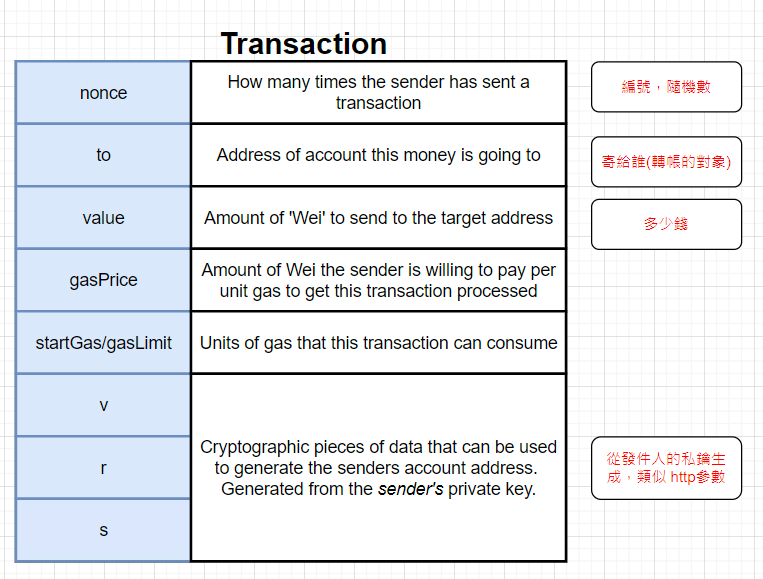 Transaction
nonce
How many times the sender has sent a
transaction
編號，隨機數
to
Address of account this money is going to
寄給誰(轉帳的對象)
value
Amount of 'Wei' to send to the target address
多少錢
gasPrice
Amount of Wei the sender is willing to pay per
unit gas to get this transaction processed
startGas/gasLimit
Units of gas that this transaction can consume
v
r
s
Cryptographic pieces of data that can be used
to generate the senders account address.
Generated from the sender's private key.
從發件人的私鑰生
成，類似 http參數